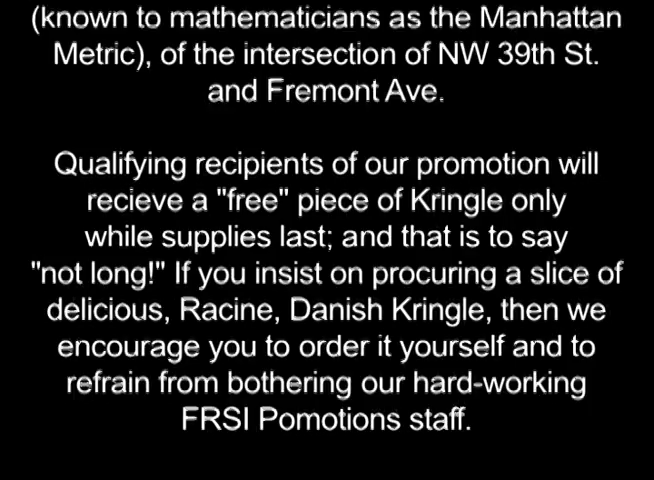 (known to mathematicians as the Manhattan
Metric), of the intersection of NW 39th St.
and Fremont Ave.
Qualifying recipients of our promotion will
recieve a "free" piece of Kringle only
while supplies last; and that is to say
"not long!" If you insist on procuring a slice of
delicious, Racine, Danish Kringle, then we
encourage you to order it yourself and to
refrain from bothering our hard-working
FRSI Pomotions staff.